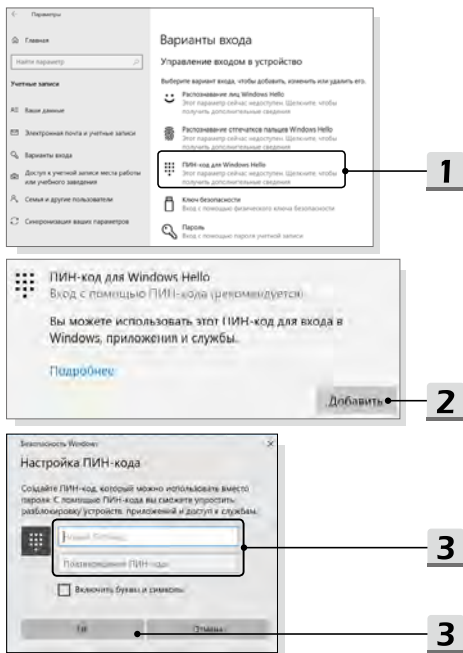 Параметры
Главная
Найти параметр
Учетные записи
Ваши данные
Электронная почта и учетные записи
Варианты входа
Доступ к учетной записи места работы
или учебного заведения
Семья и другие пользователи
Синхронизация ваших параметров
Варианты входа
Управление входом в устройство
Выберите вариант входа, чтобы добавить, изменить или удалить его.
Распознавание лиц Windows Hello
Этот параметр сейчас недоступен. Щелкните, чтобы
получить дополнительные сведения
Распознавание отпечатков пальцев Windows Hello
Этот параметр сейчас недоступен. Щелкните, чтобы
получить дополнительные сведения
ПИН-код для Windows Hello
Этот параметр сейчас недоступен. Щелкните, чтобы
получить дополнительные сведения
Ключ безопасности
Вход с помощью физического ключа безопасности
Пароль
Вход с помощью пароля учетной записи
1
ПИН-код для Windows Hello
Вход с помощью ПИН-кода (рекомендуется)
Вы можете использовать этот ПИН-код для входа в
Windows, приложения и службы.
Подробнее
Добавить
2
Безопасность Windows
Настройка ПИН-кода
Создайте ПИН-код, который можно использовать вместо
пароля. С помощью ПИН-кода вы сможете упростить
разблокировку устройств, приложений и доступ к службам.
Новый
Подтверждение ПИН-кода
3
Включить буквы и символы
OK
Отмена
3